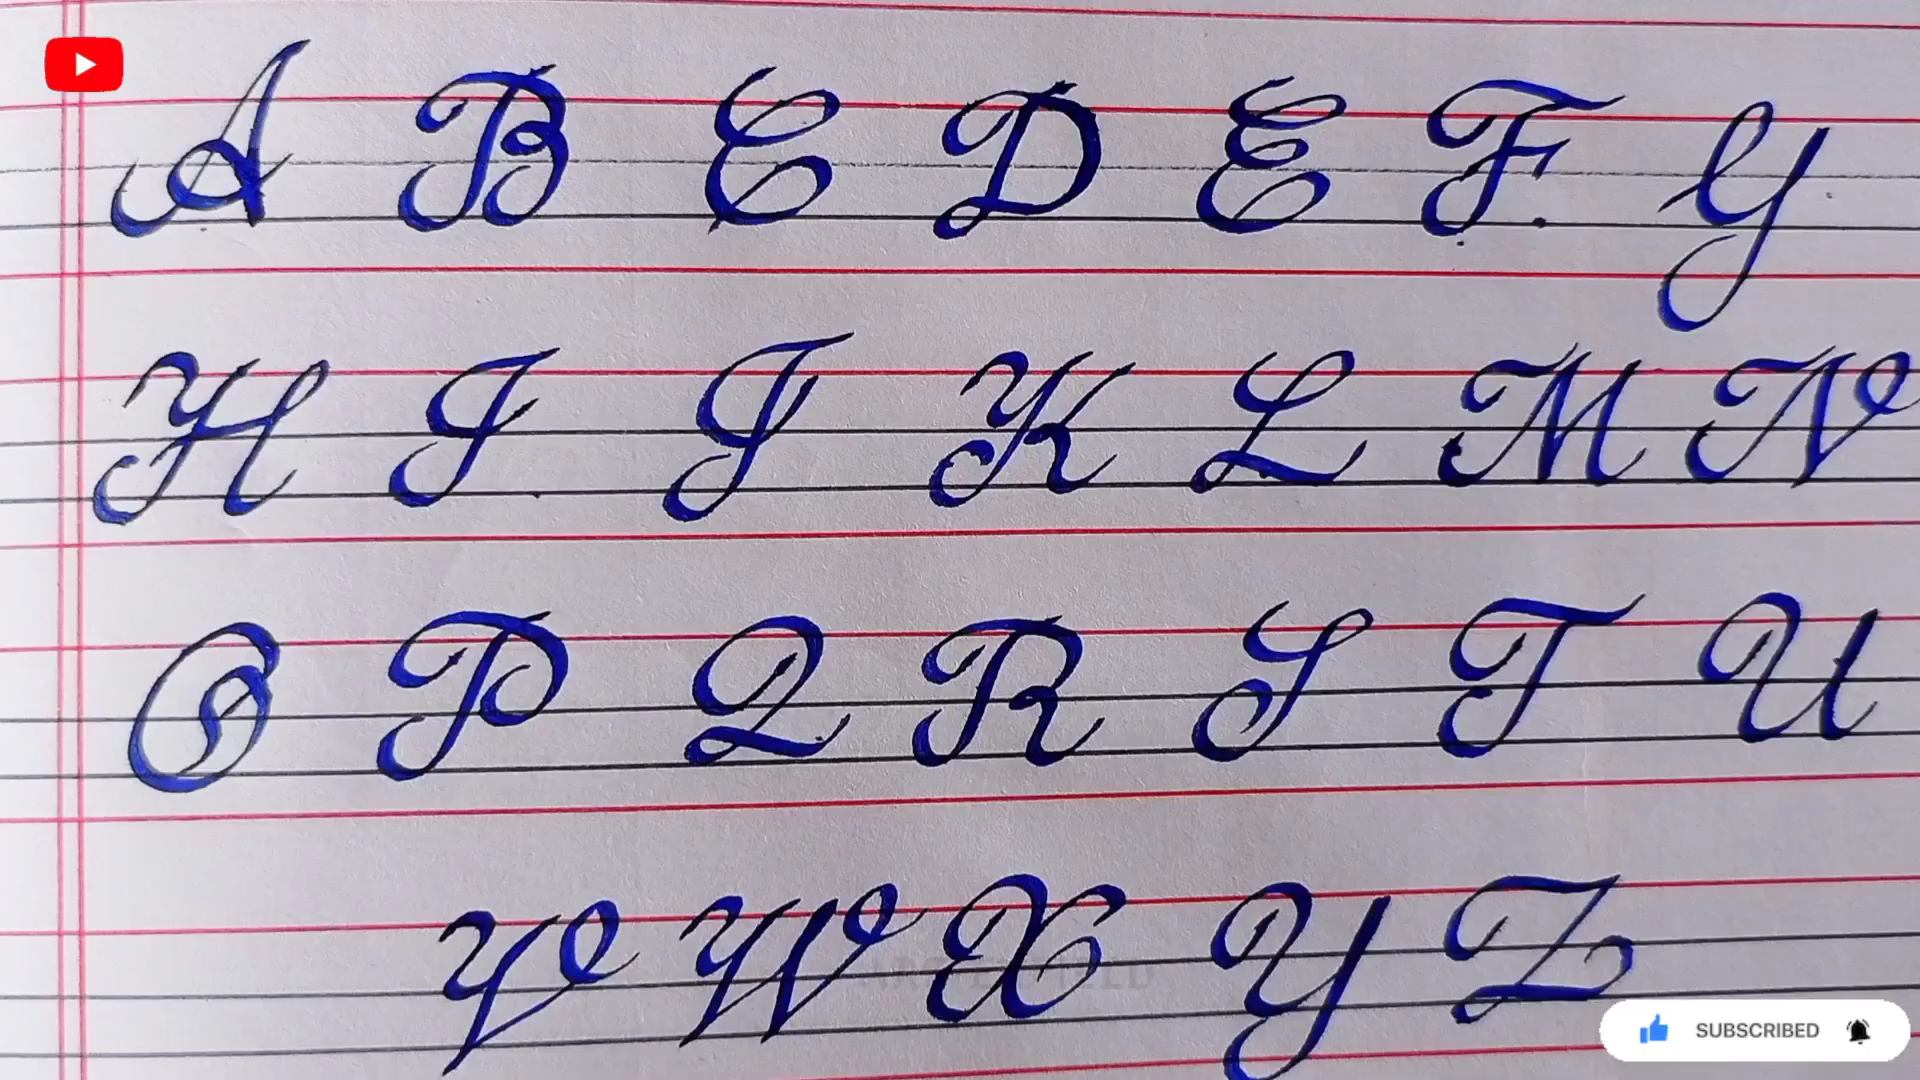 A B C D E F G
H I J K L M N
O P Q R S T U
V W X Y Z
SUBSCRIBED